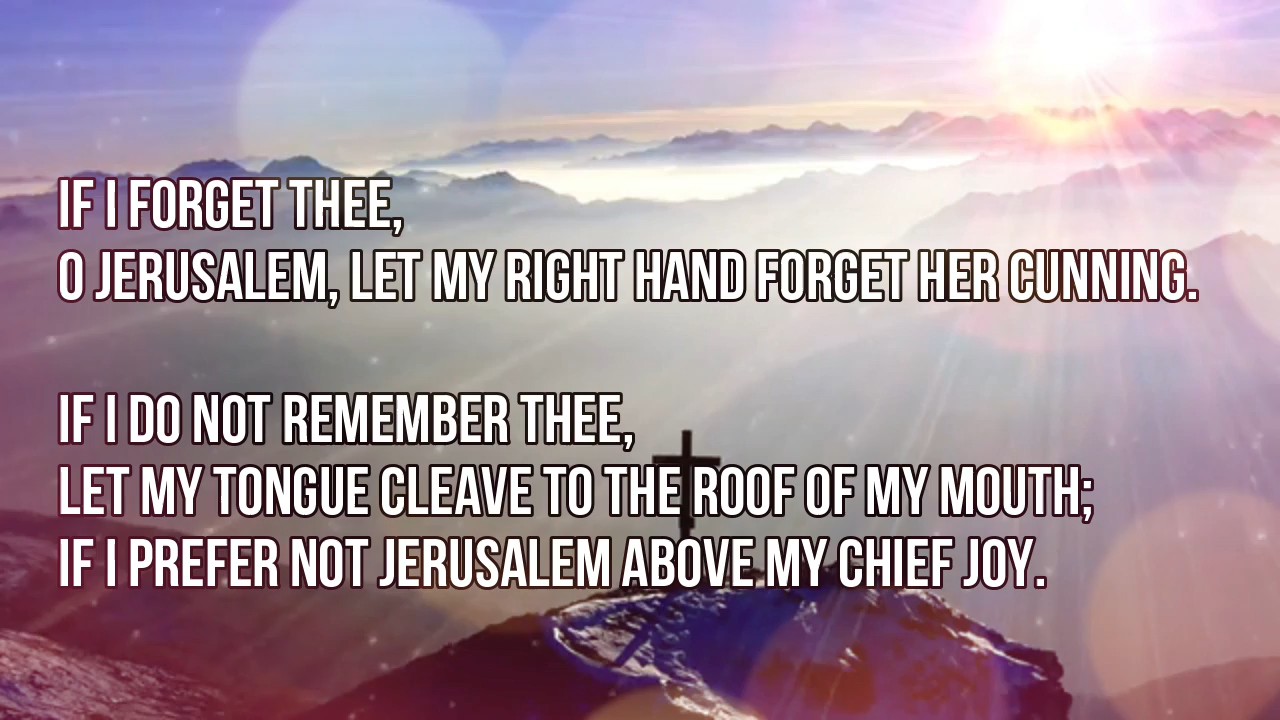 IF I FORGET THEE,
O JERUSALEM, LET MY RIGHT HAND FORGET HER CUNNING.
IF I DO NOT REMEMBER THEE,
LET MY TONGUE CLEAVE TO THE ROOF OF MY MOUTH;
IF I PREFER NOT JERUSALEM ABOVE MY CHIEF JOY.